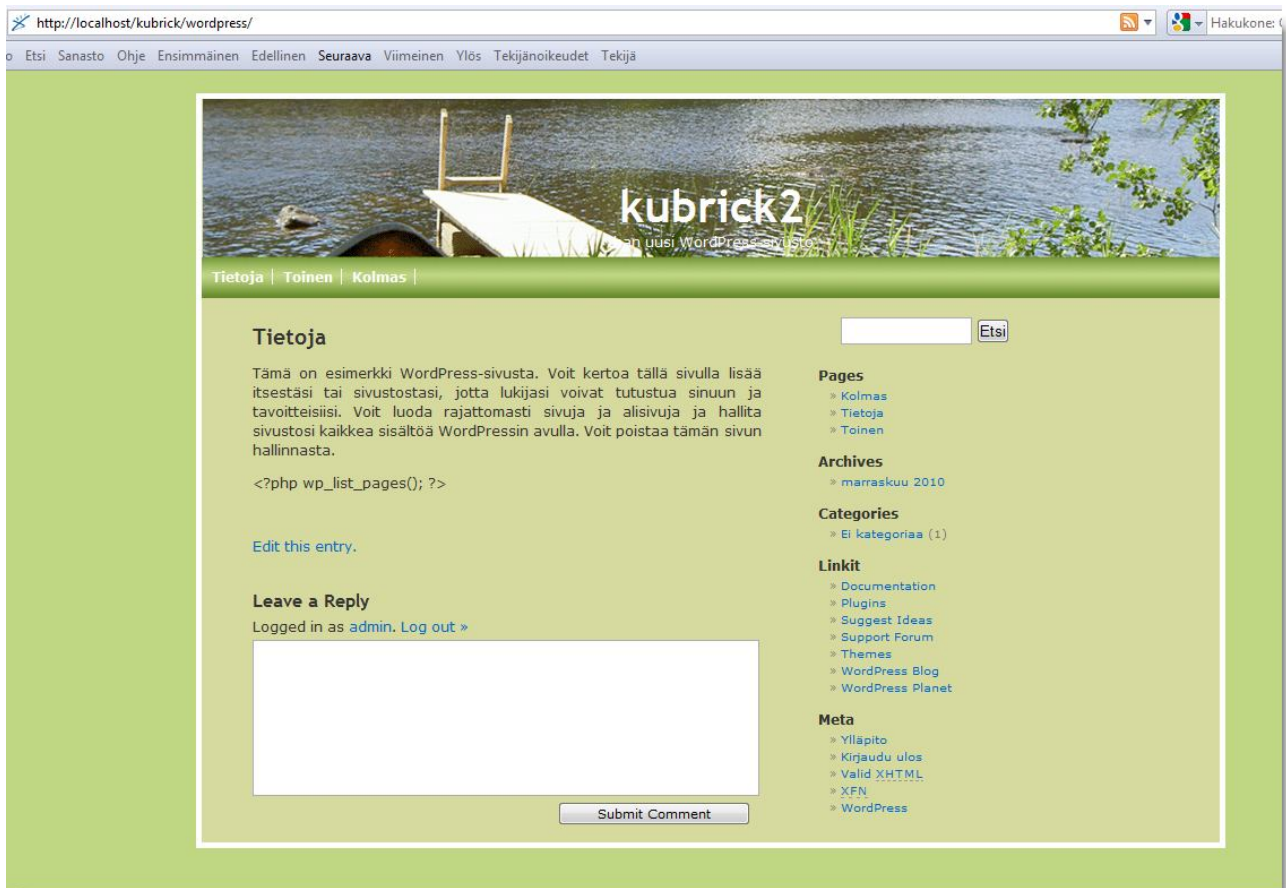 http://localhost/kubrick/wordpress/
Hakukone:
Etsi Sanasto Ohje Ensimmäinen Edellinen Seuraava Viimeinen Ylös Tekijänoikeudet Tekijä
kubrick2
uusi WordPress-sivusto
Tietoja | Toinen | Kolmas |
Tietoja
Tämä on esimerkki WordPress-sivusta. Voit kertoa tällä sivulla lisää
itsestäsi tai sivustostasi, jotta lukijasi voivat tutustua sinuun ja
tavoitteisiisi. Voit luoda rajattomasti sivuja ja alisivuja ja hallita
sivustosi kaikkea sisältöä WordPressin avulla. Voit poistaa tämän sivun
hallinnasta.
<?php wp_list_pages(); ?>
Edit this entry.
Leave a Reply
Logged in as admin. Log out »
Submit Comment
Etsi
Pages
» Kolmas
» Tietoja
» Toinen
Archives
» marraskuu 2010
Categories
» Ei kategoriaa (1)
Linkit
» Documentation
» Plugins
» Suggest Ideas
» Support Forum
» Themes
» WordPress Blog
» WordPress Planet
Meta
» Ylläpito
» Kirjaudu ulos
» Valid XHTML
» XFN
» WordPress